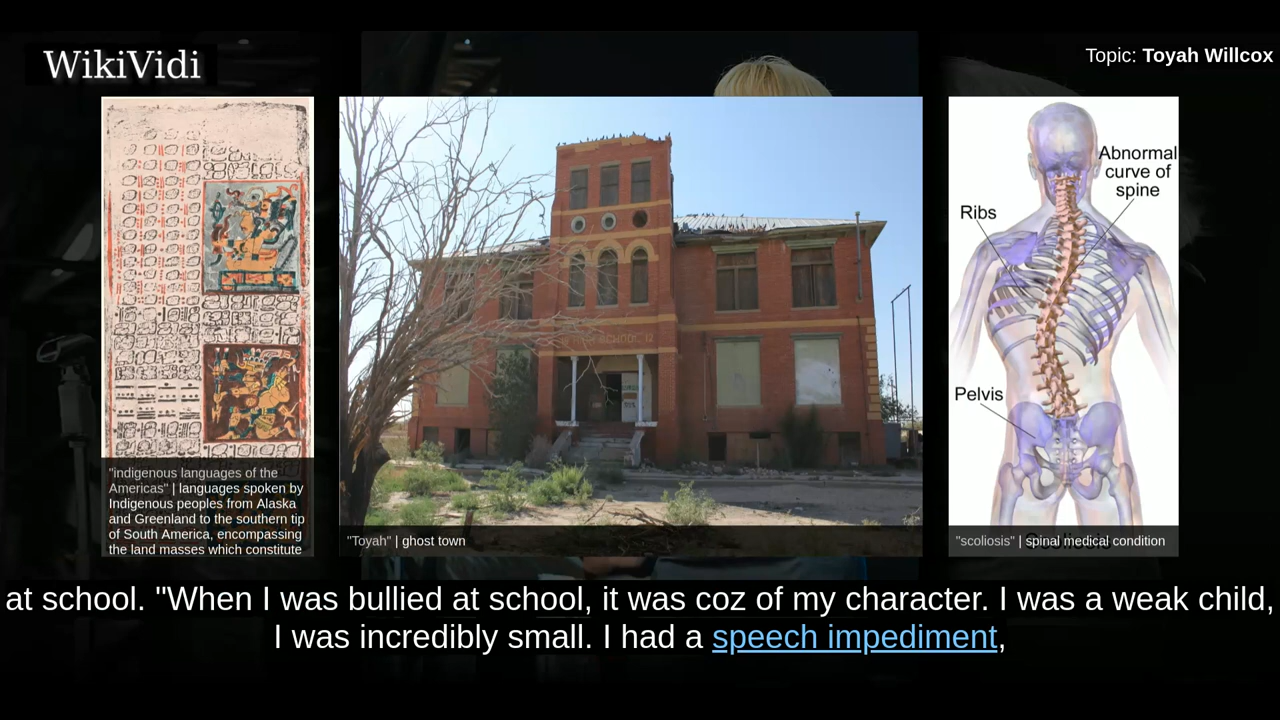 WikiVidi
Topic: Toyah Willcox
"indigenous languages of the
Americas" | languages spoken by
Indigenous peoples from Alaska
and Greenland to the southern tip
of South America, encompassing
the land masses which constitute
"Toyah" | ghost town
Abnormal
curve of
spine
Ribs
Pelvis
Scoliosis
"scoliosis" | spinal medical condition
at school. "When I was bullied at school, it was coz of my character. I was a weak child,
I was incredibly small. I had a speech impediment,